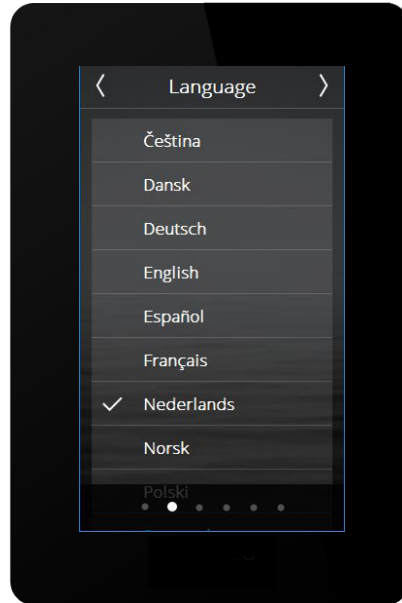 Language
Čeština
Dansk
Deutsch
English
Español
Français
Nederlands
Norsk
Polski